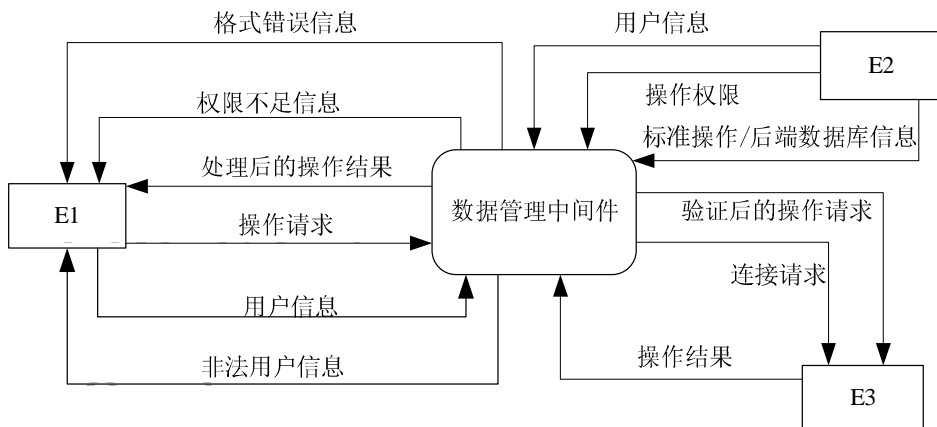 格式错误信息
用户信息
E2
操作权限
权限不足信息
标准操作/后端数据库信息
处理后的操作结果
E1
数据管理中间件
验证后的操作请求
操作请求
连接请求
用户信息
操作结果
非法用户信息
E3